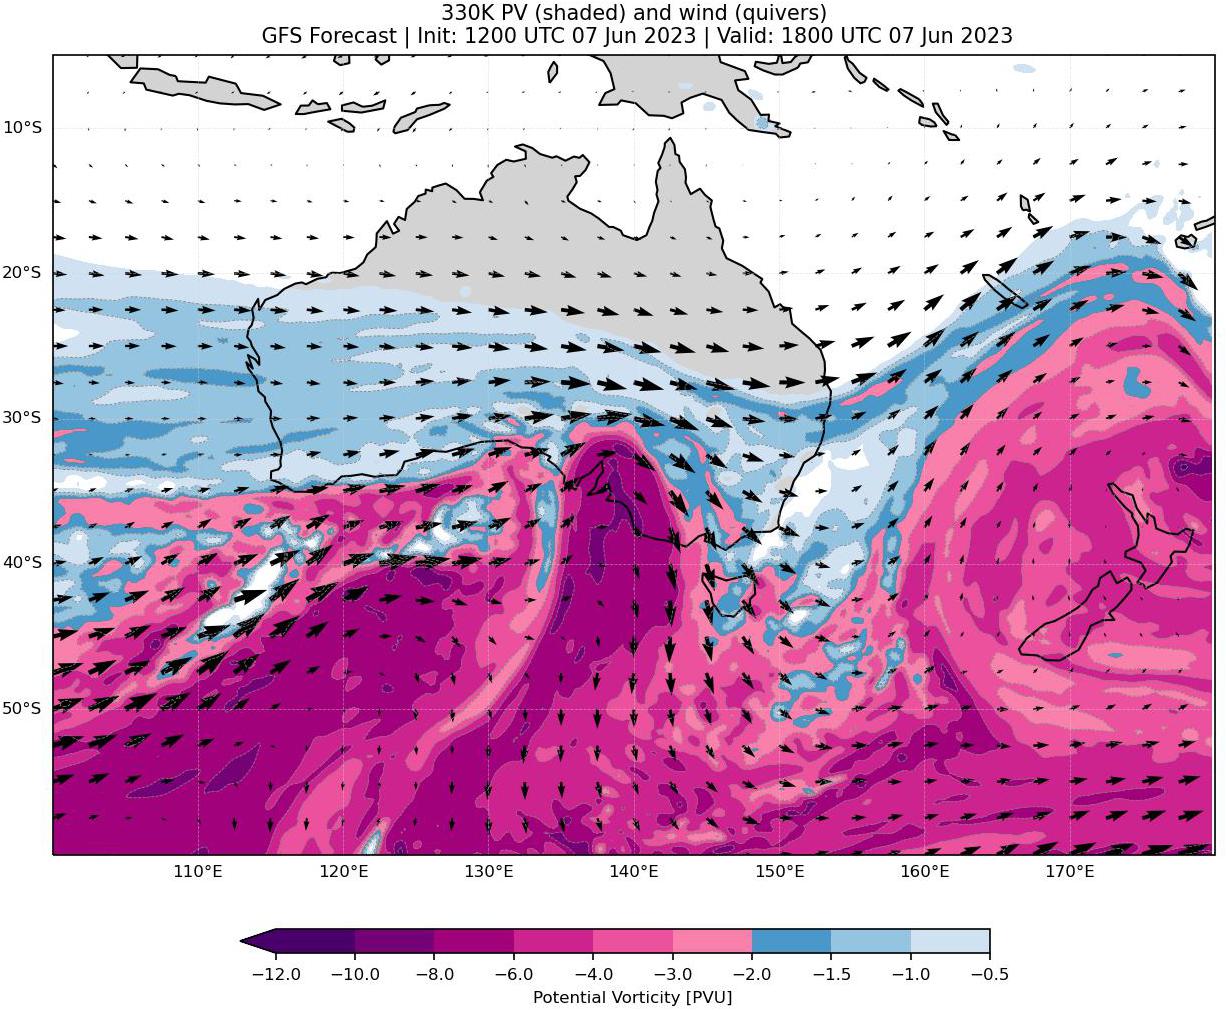 330K PV (shaded) and wind (quivers)
GFS Forecast | Init: 1200 UTC 07 Jun 2023 | Valid: 1800 UTC 07 Jun 2023
10°S
20°S
30°S
40°S
50°S
110°E 120°E 130°E 140°E 150°E 160°E 170°E
−12.0 −10.0 −8.0 −6.0 −4.0 −3.0 −2.0 −1.5 −1.0 −0.5
Potential Vorticity [PVU]